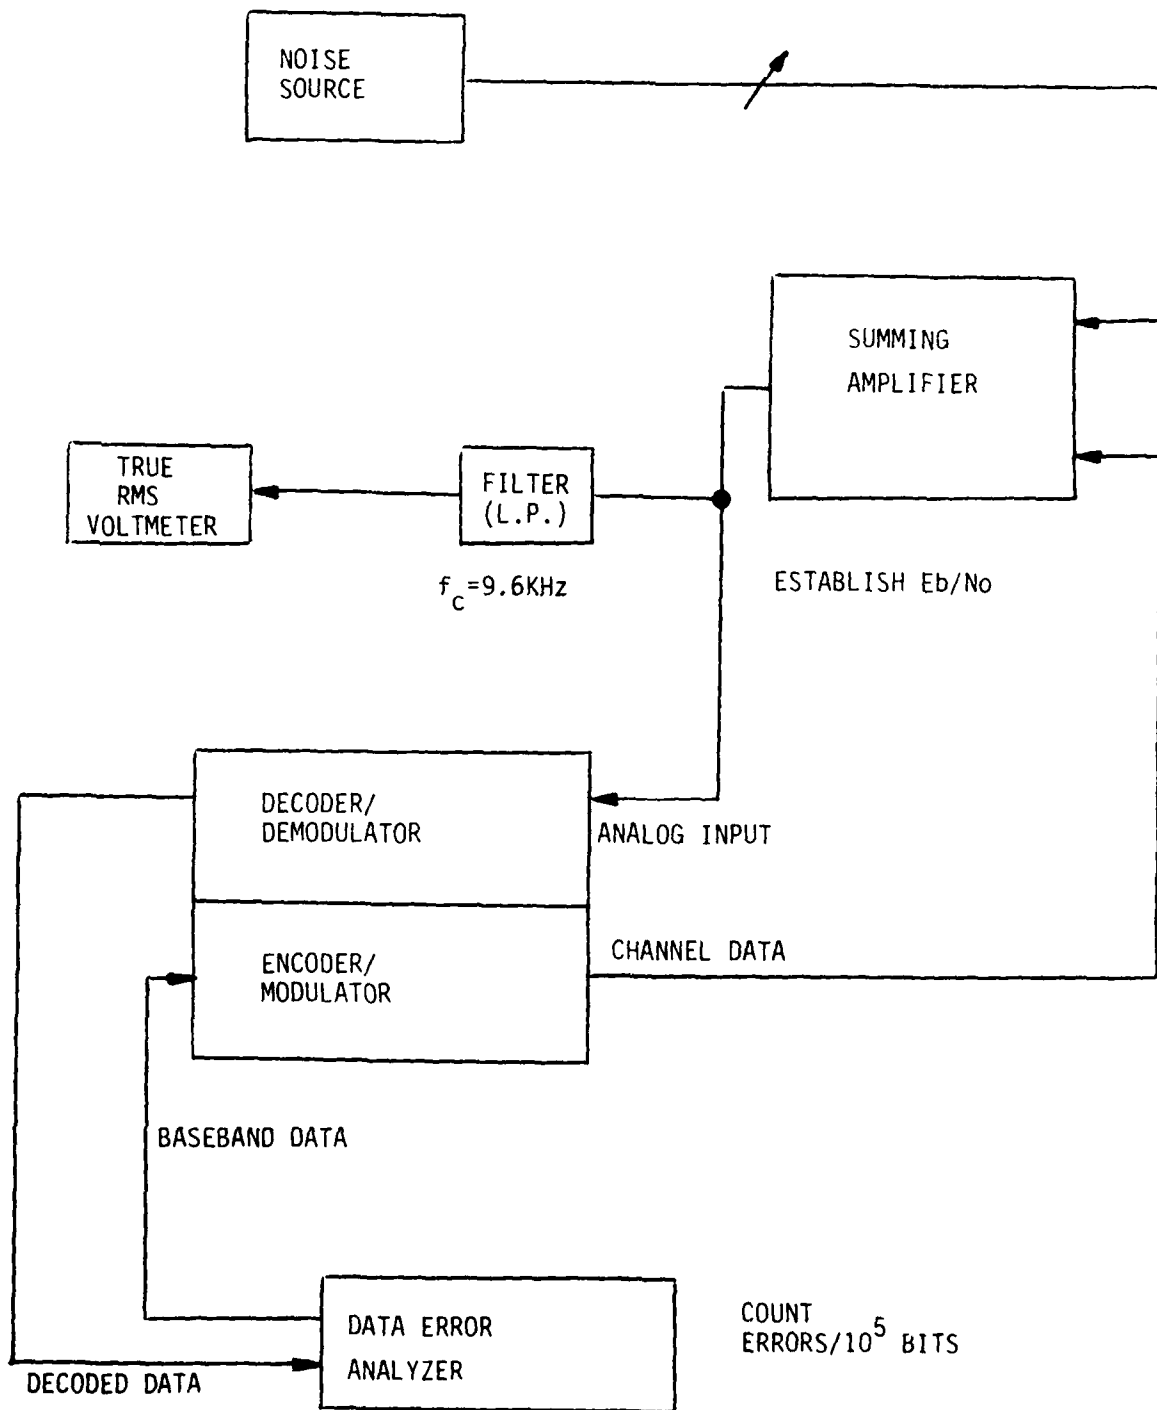 NOISE
SOURCE
SUMMING
AMPLIFIER
TRUE
RMS
VOLTMETER
FILTER
(L.P.)
f_c=9.6KHz
ESTABLISH Eb/No
DECODER/
DEMODULATOR
ANALOG INPUT
ENCODER/
MODULATOR
CHANNEL DATA
BASEBAND DATA
DATA ERROR
ANALYZER
COUNT
ERRORS/10^5 BITS
DECODED DATA